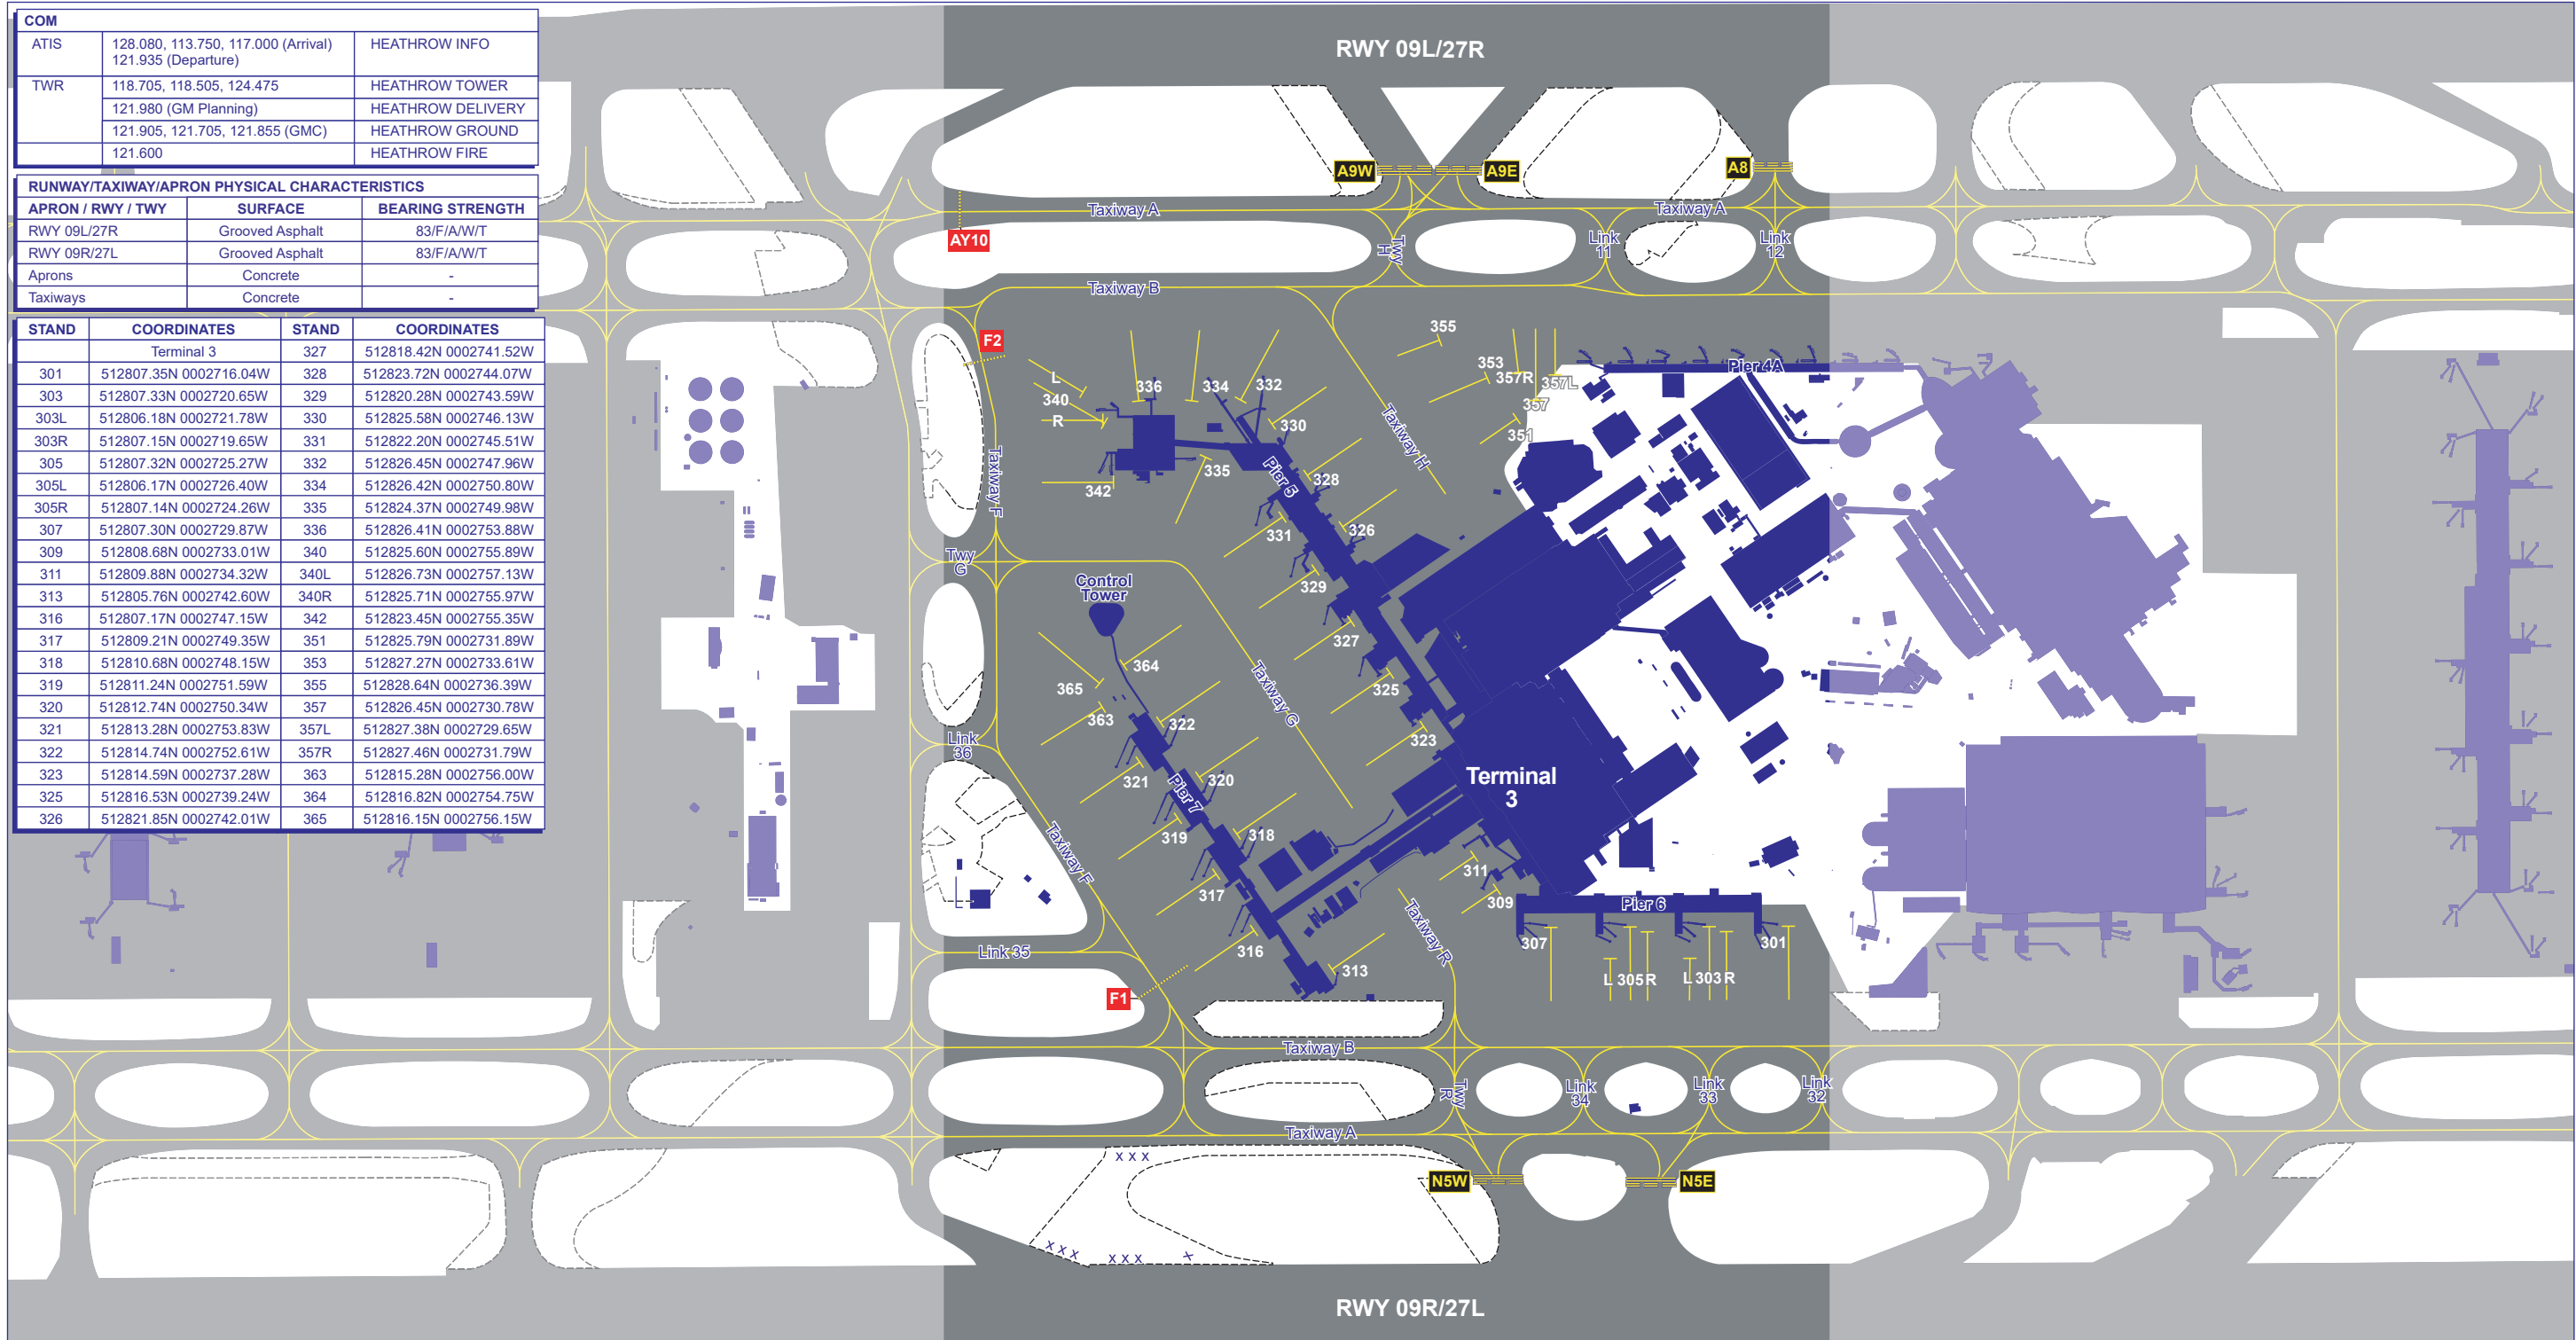 COM
ATIS 128.080, 113.750, 117.000 (Arrival) HEATHROW INFO
121.935 (Departure)
TWR 118.705, 118.505, 124.475 HEATHROW TOWER
121.980 (GM Planning) HEATHROW DELIVERY
121.905, 121.705, 121.855 (GMC) HEATHROW GROUND
121.600 HEATHROW FIRE
RUNWAY/TAXIWAY/APRON PHYSICAL CHARACTERISTICS
APRON / RWY / TWY SURFACE BEARING STRENGTH
RWY 09L/27R Grooved Asphalt 83/F/A/W/T
RWY 09R/27L Grooved Asphalt 83/F/A/W/T
Aprons Concrete -
Taxiways Concrete -
STAND COORDINATES STAND COORDINATES
Terminal 3 327 512818.42N 0002741.52W
301 512807.35N 0002716.04W 328 512823.72N 0002744.07W
303 512807.33N 0002720.65W 329 512820.28N 0002743.59W
303L 512806.18N 0002721.78W 330 512825.58N 0002746.13W
303R 512807.15N 0002719.65W 331 512822.20N 0002745.51W
305 512807.32N 0002725.27W 332 512826.45N 0002747.96W
305L 512806.17N 0002726.40W 334 512826.42N 0002750.80W
305R 512807.14N 0002724.26W 335 512824.37N 0002749.98W
307 512807.30N 0002729.87W 336 512826.41N 0002753.88W
309 512808.68N 0002733.01W 340 512825.60N 0002755.89W
311 512809.88N 0002734.32W 340L 512826.73N 0002757.13W
313 512805.76N 0002742.60W 340R 512825.71N 0002755.97W
316 512807.17N 0002747.15W 342 512823.45N 0002755.35W
317 512809.21N 0002749.35W 351 512825.79N 0002731.89W
318 512810.68N 0002748.15W 353 512827.27N 0002733.61W
319 512811.24N 0002751.59W 355 512828.64N 0002736.39W
320 512812.74N 0002750.34W 357 512826.45N 0002730.78W
321 512813.28N 0002753.83W 357L 512827.38N 0002729.65W
322 512814.74N 0002752.61W 357R 512827.46N 0002731.79W
323 512814.59N 0002737.28W 363 512815.28N 0002756.00W
325 512816.53N 0002739.24W 364 512816.82N 0002754.75W
326 512821.85N 0002742.01W 365 512816.15N 0002756.15W
RWY 09L/27R
A9W A9E A8
Taxiway A Taxiway A
AY10
TWY
H
Link
11
Link
12
Taxiway B
F2
355
353
357R 357L
357
351
Pier 4A
L
340
R
336 334 332
330
342 335
Pier 5
328
326
331
329
327
325
323
Taxiway H
Taxiway F
Twy
G
Control
Tower
364
365
363
322
321
320
Pier 7
319
318
317
316
313
Taxiway G
Link
36
Taxiway F
Terminal
3
311
309
Pier 6
307
301
L 305 R
L 303 R
Taxiway R
Link 35
F1
Taxiway B
TWY
R
Link
34
Link
33
Link
32
Taxiway A
x x x
N5W N5E
x x x
x x x
x
RWY 09R/27L